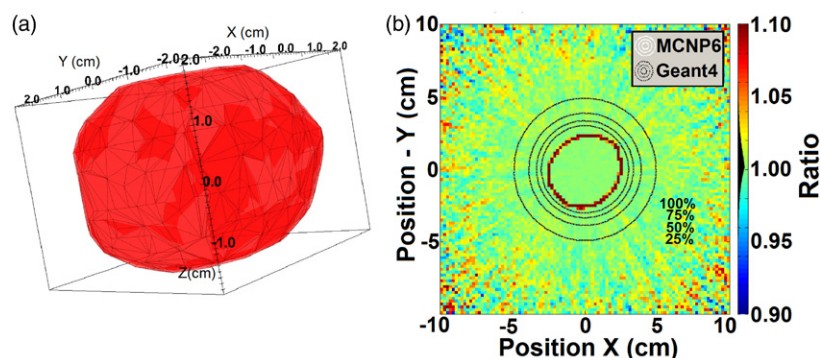 (a)
X (cm)
Y (cm)
-2.0 -1.0 0.0 1.0 2.0
2.0 1.0 0.0 -1.0 -2.0
1.0
0.0
-1.0
Z(cm)
(b)
10
5
0
-5
-10 -5 0 5 10
Position - Y (cm)
Position X (cm)
MCNP6
Geant4
100%
75%
50%
25%
1.10
1.05
1.00
0.95
0.90
Ratio